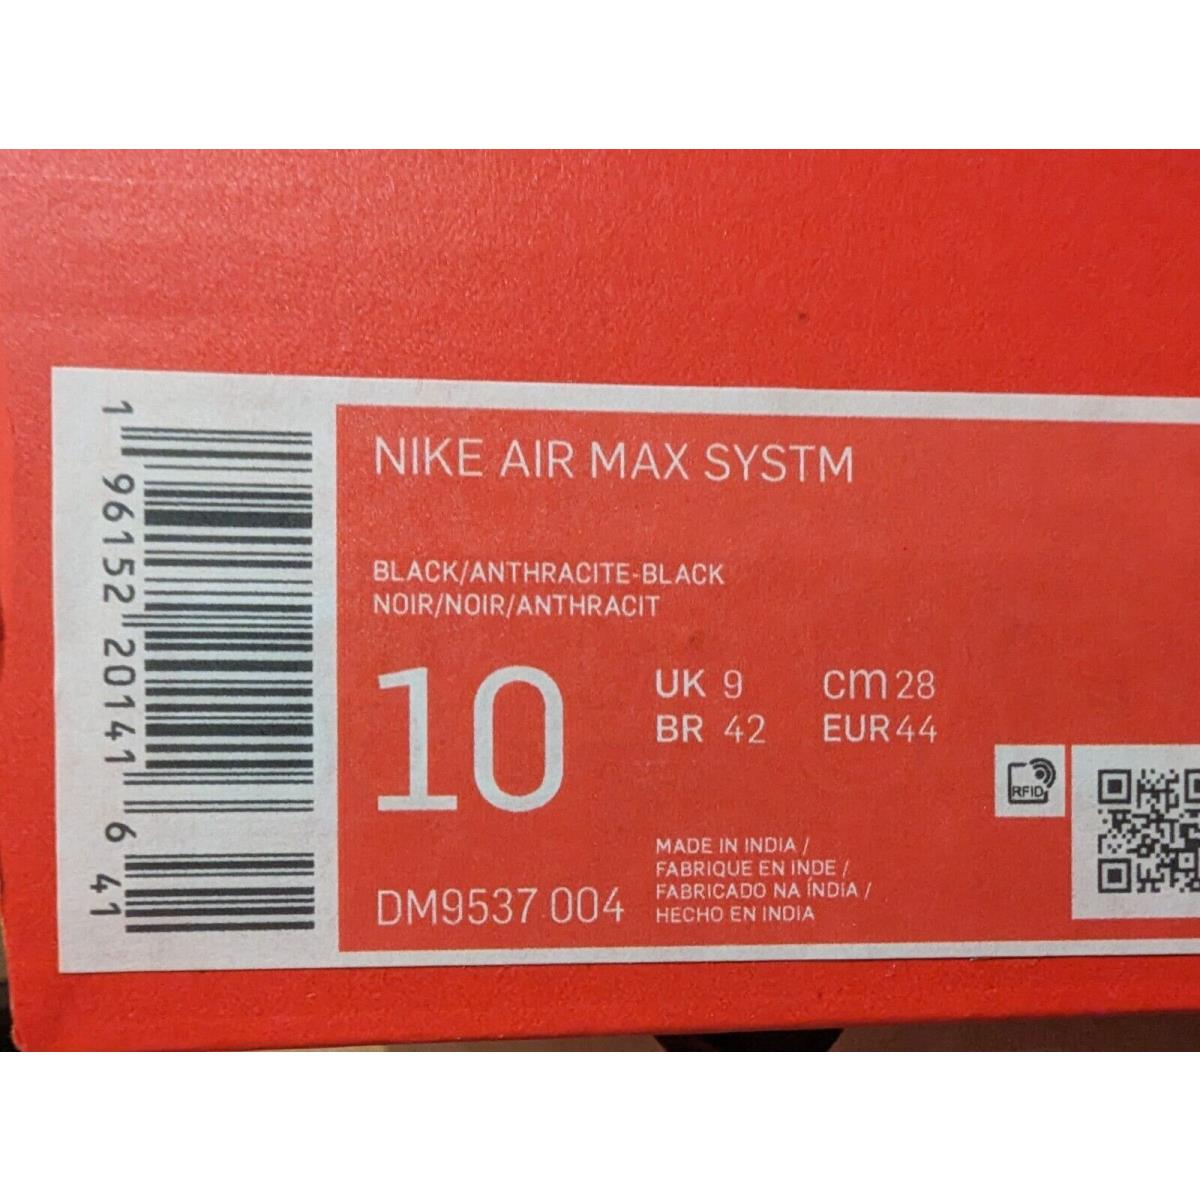 1 96152 20141 6 41
NIKE AIR MAX SYSTM
BLACK/ANTHRACITE-BLACK
NOIR/NOIR/ANTHRACIT
10
UK 9 cm 28
BR 42 EUR 44
RFID
MADE IN INDIA /
FABRIQUE EN INDE /
FABRICADO NA ÍNDIA /
HECHO EN INDIA
DM9537 004